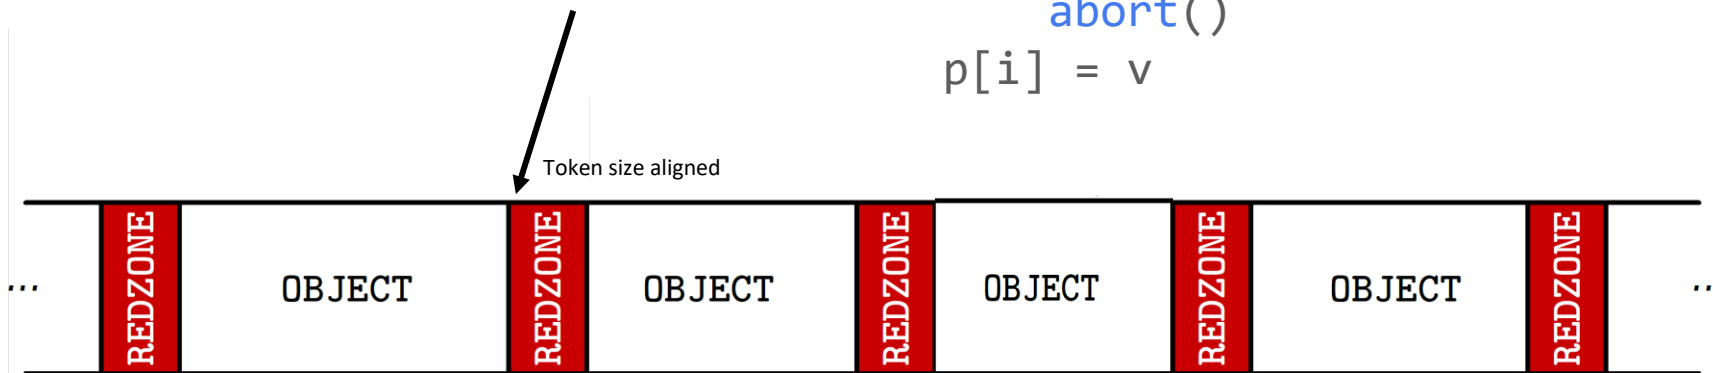 abort()
p[i] = v
Token size aligned
... REDZONE OBJECT REDZONE OBJECT REDZONE OBJECT REDZONE OBJECT REDZONE ..